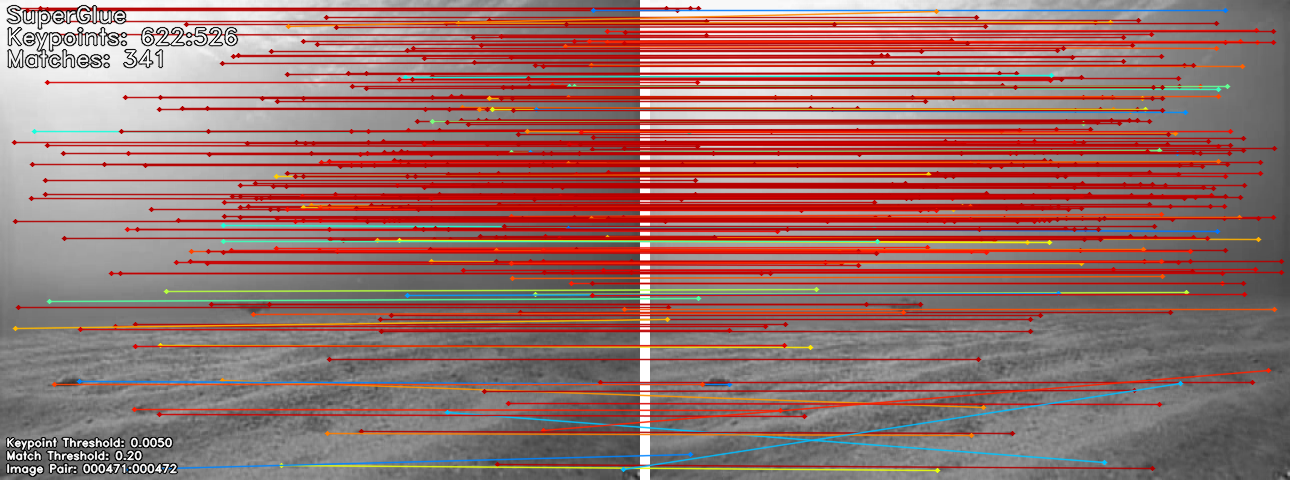 SuperGlue
Keypoints: 622:526
Matches: 341
Keypoint Threshold: 0.0050
Match Threshold: 0.20
Image Pair: 000471:000472